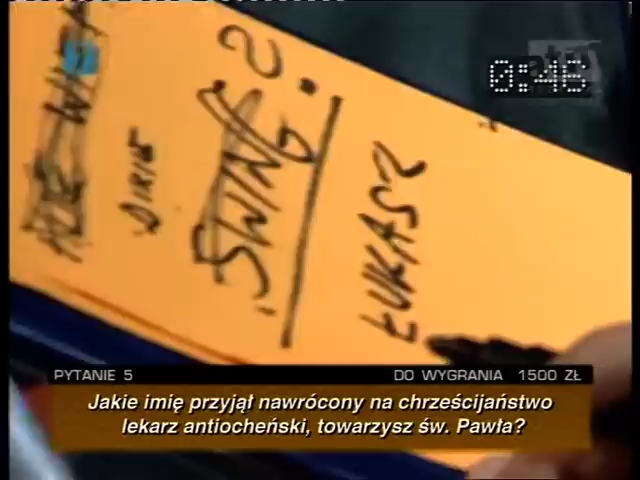 0:46
SWING
?
ŁUKASZ
PYTANIE 5
DO WYGRANIA 1500 ZŁ
Jakie imię przyjął nawrócony na chrześcijaństwo
lekarz antiocheński, towarzysz św. Pawła?